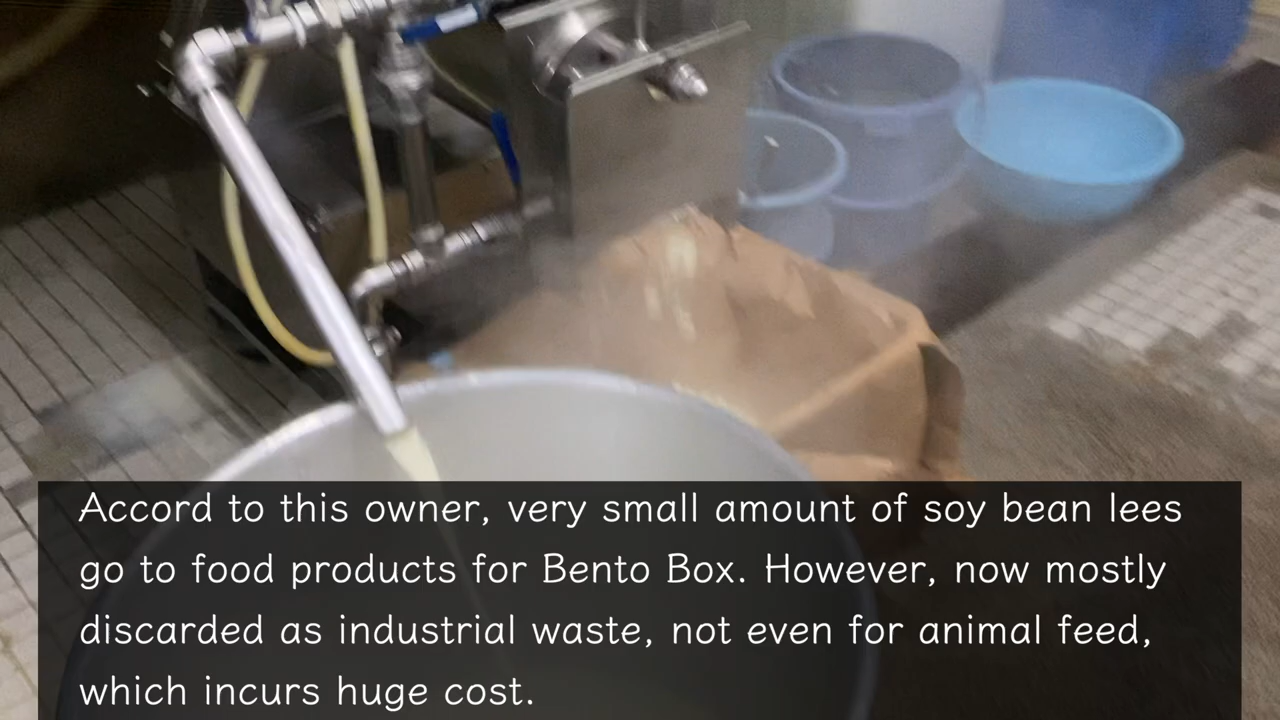 Accord to this owner, very small amount of soy bean lees
go to food products for Bento Box. However, now mostly
discarded as industrial waste, not even for animal feed,
which incurs huge cost.